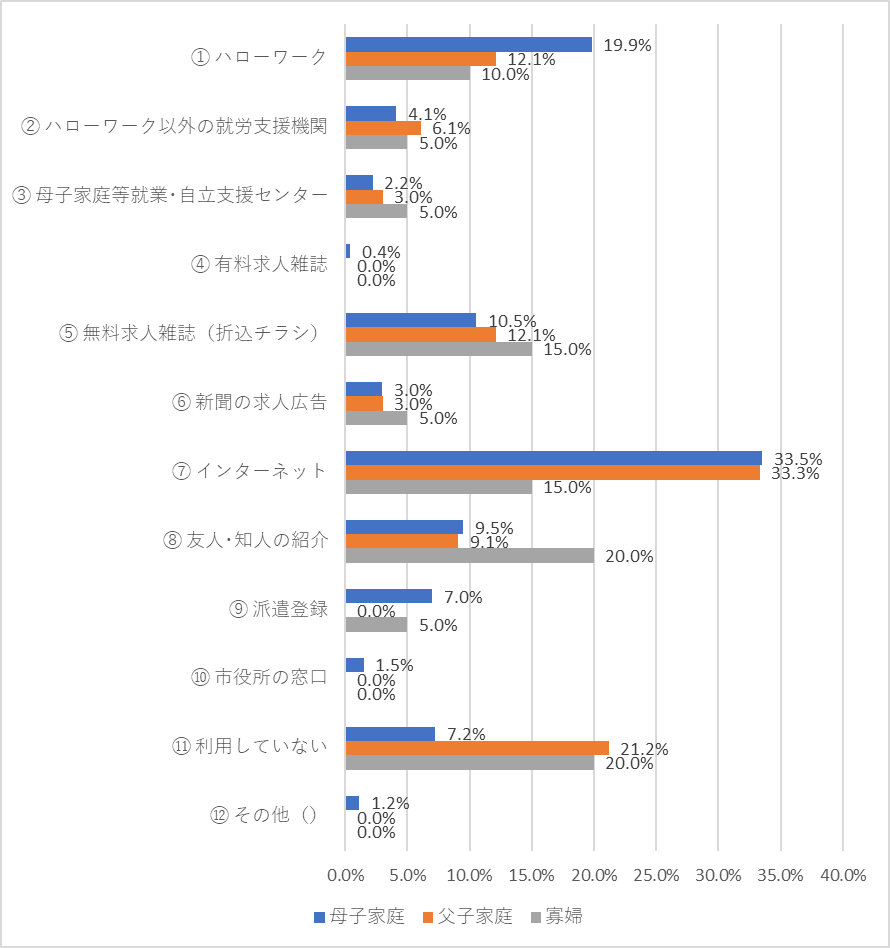 ① ハローワーク
19.9%
12.1%
10.0%
② ハローワーク以外の就労支援機関
4.1%
6.1%
5.0%
③ 母子家庭等就業・自立支援センター
2.2%
3.0%
5.0%
④ 有料求人雑誌
0.4%
0.0%
0.0%
⑤ 無料求人雑誌（折込チラシ）
10.5%
12.1%
15.0%
⑥ 新聞の求人広告
3.0%
3.0%
5.0%
⑦ インターネット
33.5%
33.3%
15.0%
⑧ 友人・知人の紹介
9.5%
9.1%
20.0%
⑨ 派遣登録
7.0%
0.0%
5.0%
⑩ 市役所の窓口
1.5%
0.0%
0.0%
⑪ 利用していない
7.2%
21.2%
20.0%
⑫ その他（）
1.2%
0.0%
0.0%
0.0% 5.0% 10.0% 15.0% 20.0% 25.0% 30.0% 35.0% 40.0%
母子家庭 父子家庭 寡婦